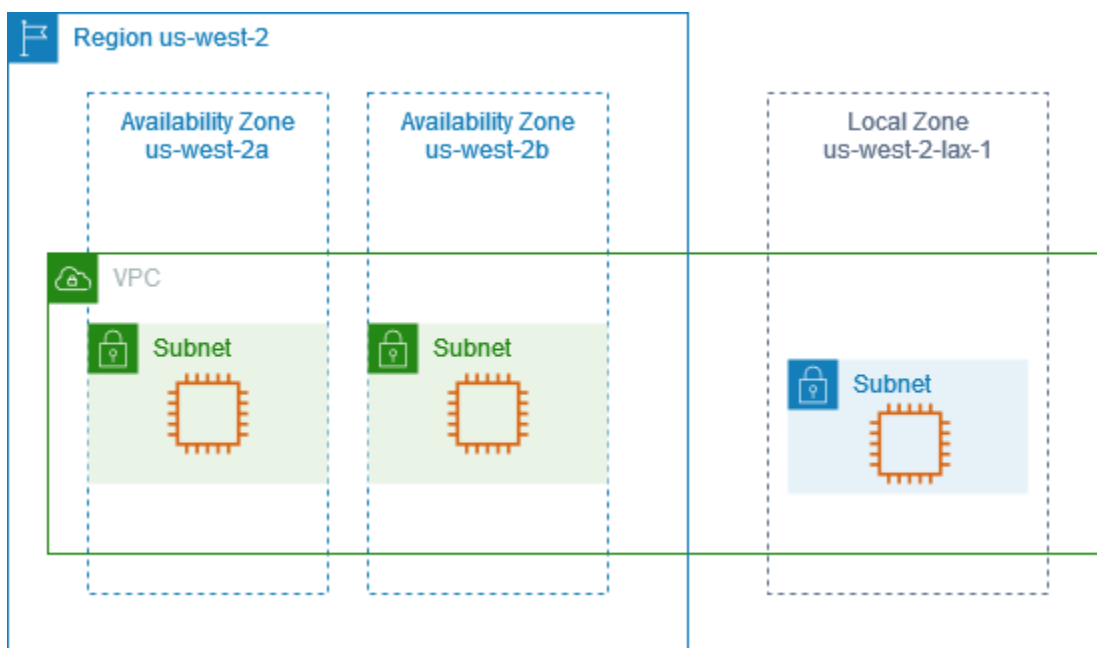 Region us-west-2
Availability Zone
us-west-2a
Availability Zone
us-west-2b
Local Zone
us-west-2-lax-1
VPC
Subnet
Subnet
Subnet